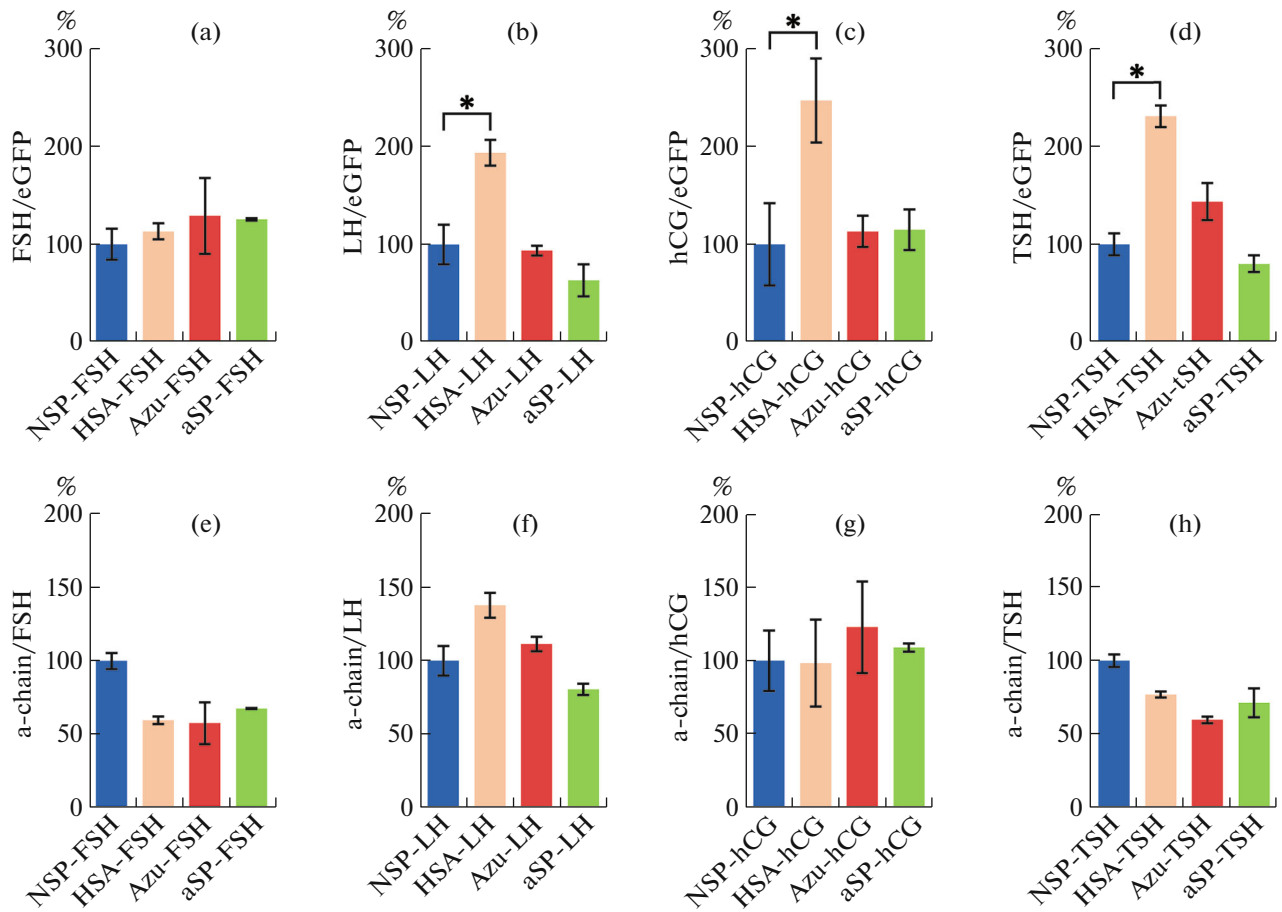 %
(a)
300
200
100
0
FSH/eGFP
NSP-FSH
HSA-FSH
Azu-FSH
aSP-FSH
%
(b)
300
200
100
0
LH/eGFP
*
NSP-LH
HSA-LH
Azu-LH
aSP-LH
%
(c)
300
200
100
0
hCG/eGFP
*
NSP-hCG
HSA-hCG
Azu-hCG
aSP-hCG
%
(d)
300
200
100
0
TSH/eGFP
*
NSP-TSH
HSA-TSH
Azu-tSH
aSP-TSH
%
(e)
200
150
100
50
0
a-chain/FSH
NSP-FSH
HSA-FSH
Azu-FSH
aSP-FSH
%
(f)
200
150
100
50
0
a-chain/LH
NSP-LH
HSA-LH
Azu-LH
aSP-LH
%
(g)
200
150
100
50
0
a-chain/hCG
NSP-hCG
HSA-hCG
Azu-hCG
aSP-hCG
%
(h)
200
150
100
50
0
a-chain/TSH
NSP-TSH
HSA-TSH
Azu-TSH
aSP-TSH